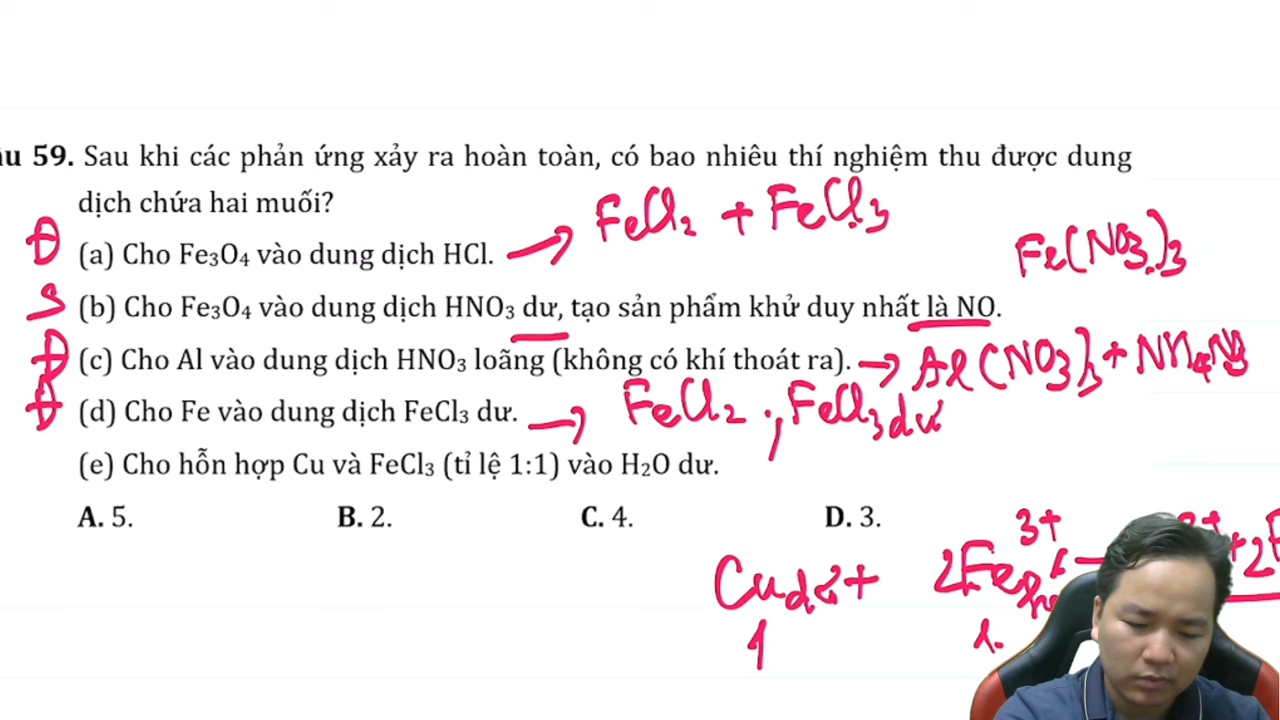 u 59. Sau khi các phản ứng xảy ra hoàn toàn, có bao nhiêu thí nghiệm thu được dung
dịch chứa hai muối?
FeCl2 + FeCl3
Đ (a) Cho Fe₃O₄ vào dung dịch HCl. →
Fe(NO3)3
S (b) Cho Fe₃O₄ vào dung dịch HNO₃ dư, tạo sản phẩm khử duy nhất là NO.
Đ (c) Cho Al vào dung dịch HNO₃ loãng (không có khí thoát ra). → Al(NO3)3 + NH4NO3
Đ (d) Cho Fe vào dung dịch FeCl₃ dư. → FeCl2 ; FeCl3 dư
(e) Cho hỗn hợp Cu và FeCl₃ (tỉ lệ 1:1) vào H₂O dư.
A. 5. B. 2. C. 4. D. 3.
Cu dư + 2Fe 3+
1 1.